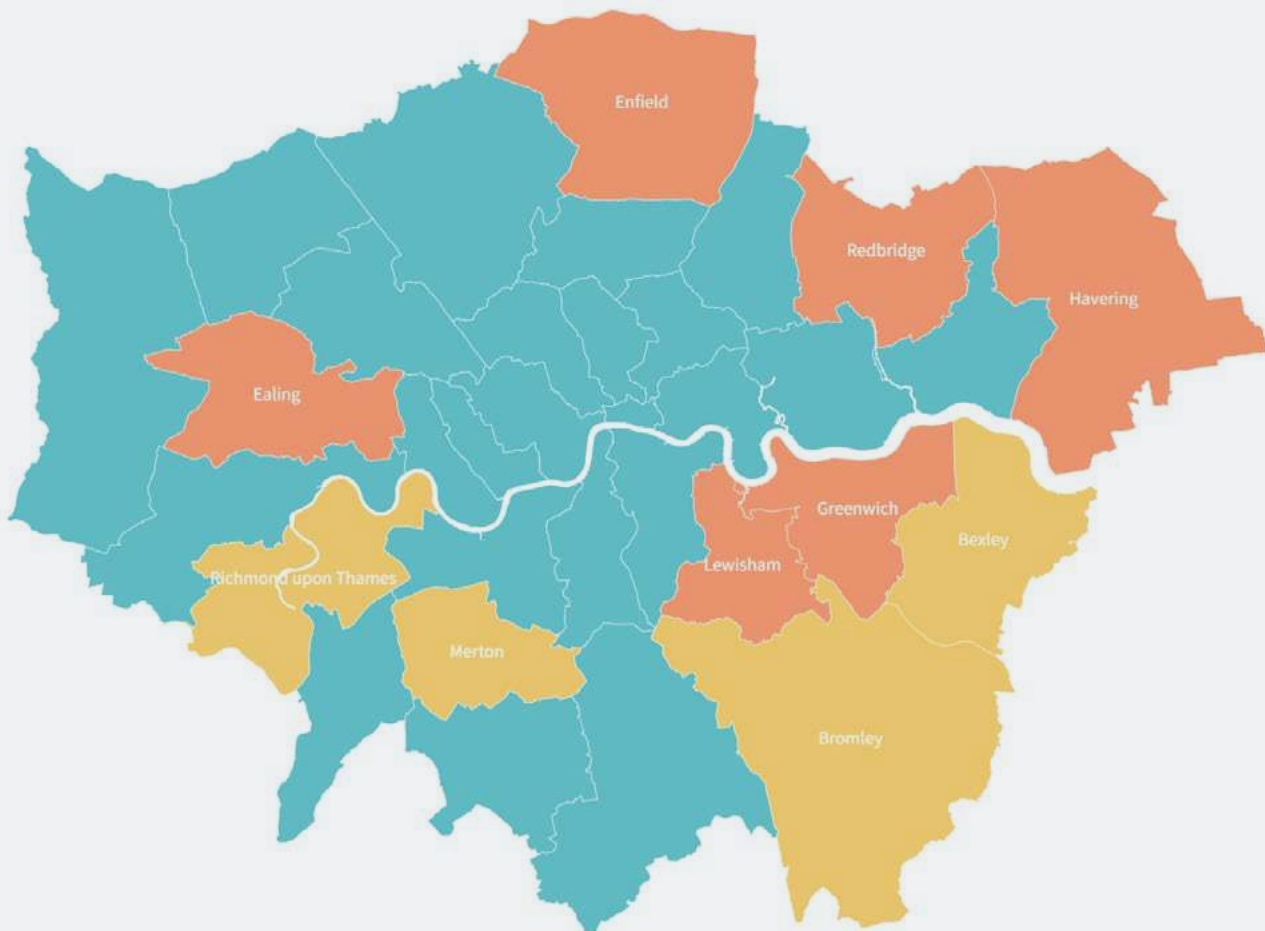 Enfield
Redbridge
Havering
Ealing
Greenwich
Bexley
Lewisham
Richmond upon Thames
Merton
Bromley